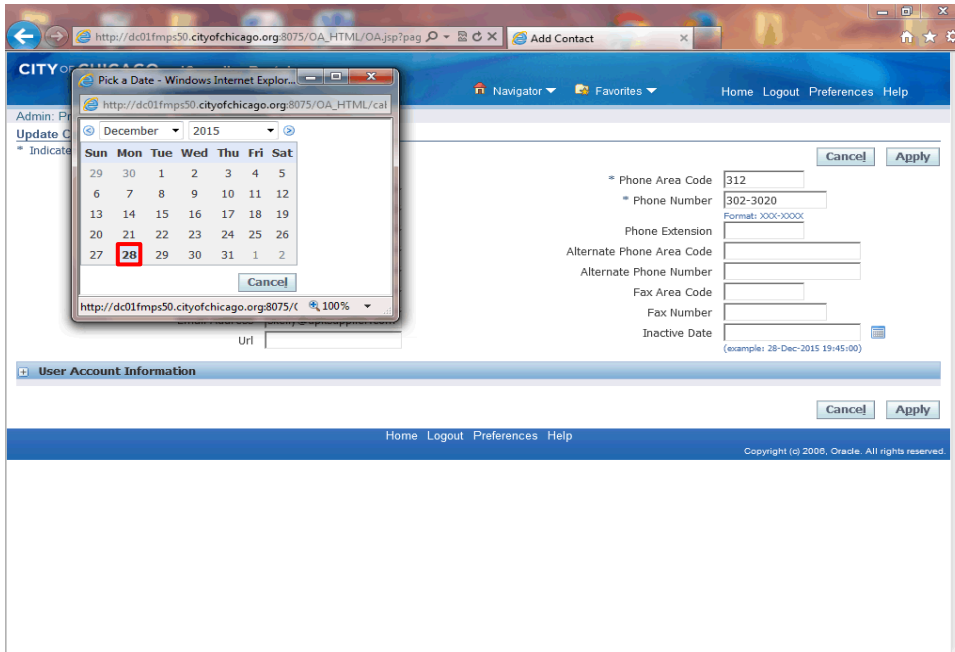 http://dc01fmps50.cityofchicago.org:8075/OA_HTML/OA.jsp?pag
Add Contact
CITY OF CHICAGO
Navigator
Favorites
Home Logout Preferences Help
Pick a Date - Windows Internet Explor...
http://dc01fmps50.cityofchicago.org:8075/OA_HTML/cal
Admin: Pr
Update C
* Indicate
December 2015
Sun Mon Tue Wed Thu Fri Sat
29 30 1 2 3 4 5
6 7 8 9 10 11 12
13 14 15 16 17 18 19
20 21 22 23 24 25 26
27 28 29 30 31 1 2
Cancel
http://dc01fmps50.cityofchicago.org:8075/( 100%
Cancel Apply
* Phone Area Code 312
* Phone Number 302-3020
Format: XXX-XXXX
Phone Extension
Alternate Phone Area Code
Alternate Phone Number
Fax Area Code
Fax Number
Inactive Date
(example: 28-Dec-2015 19:45:00)
Url
User Account Information
Cancel Apply
Home Logout Preferences Help
Copyright (c) 2006, Oracle. All rights reserved.